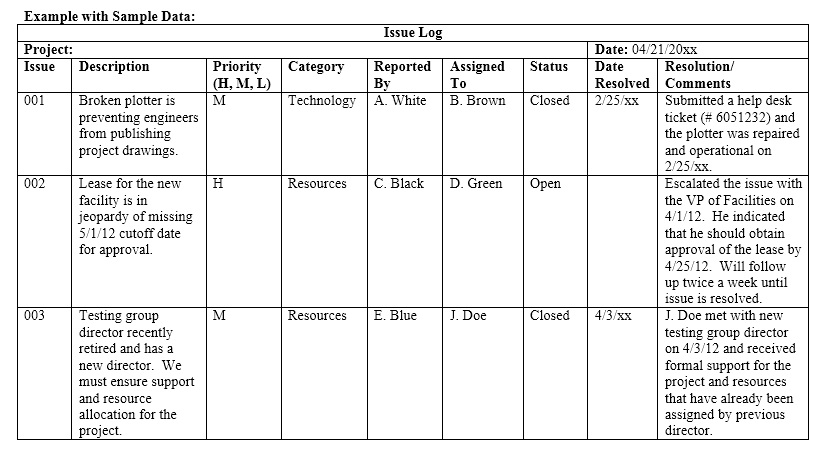 Example with Sample Data:
Issue Log
Project: Date: 04/21/20xx
Issue Description Priority (H, M, L) Category Reported By Assigned To Status Date Resolved Resolution/ Comments
001
Broken plotter is
preventing engineers
from publishing
project drawings.
M
Technology
A. White
B. Brown
Closed
2/25/xx
Submitted a help desk
ticket (# 6051232) and
the plotter was repaired
and operational on
2/25/xx.
002
Lease for the new
facility is in
jeopardy of missing
5/1/12 cutoff date
for approval.
H
Resources
C. Black
D. Green
Open
Escalated the issue with
the VP of Facilities on
4/1/12. He indicated
that he should obtain
approval of the lease by
4/25/12. Will follow
up twice a week until
issue is resolved.
003
Testing group
director recently
retired and has a
new director. We
must ensure support
and resource
allocation for the
project.
M
Resources
E. Blue
J. Doe
Closed
4/3/xx
J. Doe met with new
testing group director
on 4/3/12 and received
formal support for the
project and resources
that have already been
assigned by previous
director.